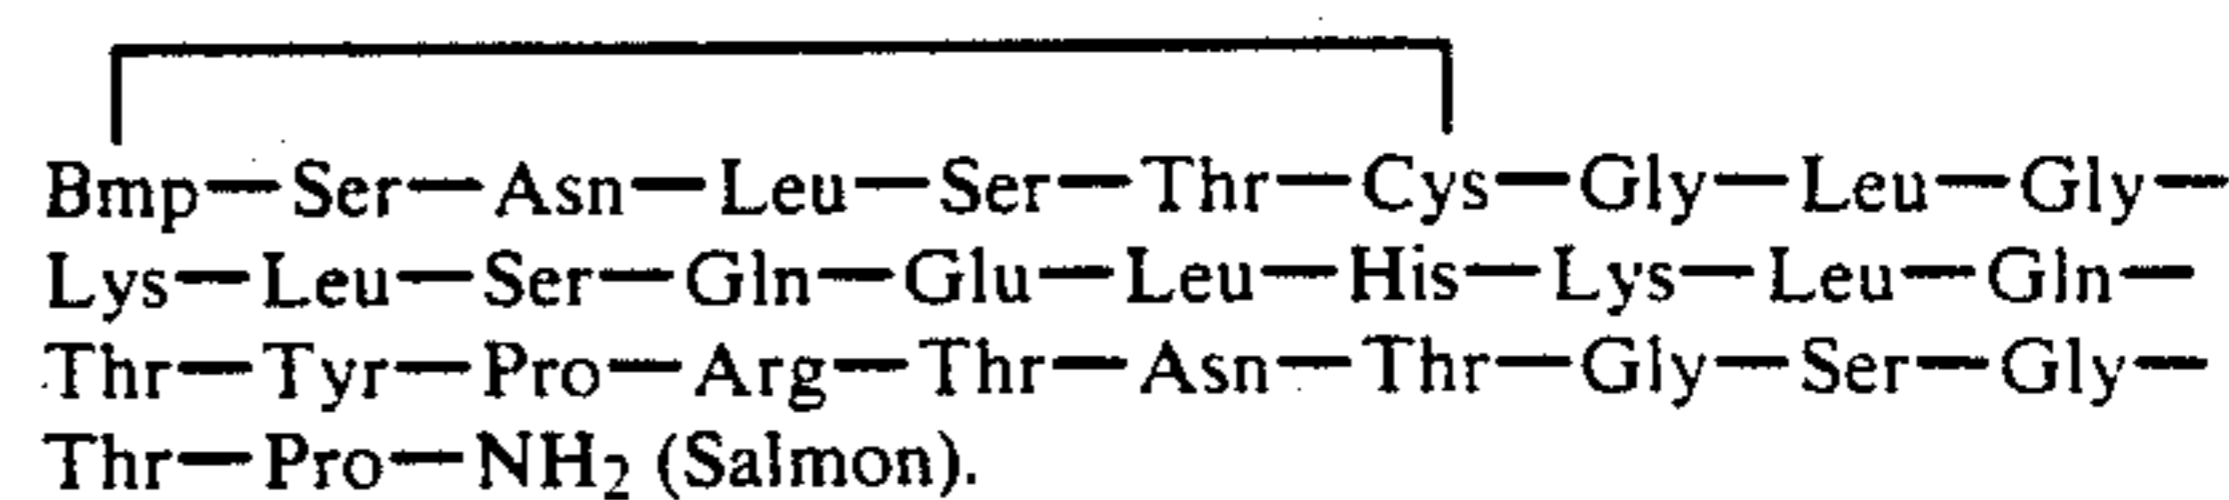 Bmp—Ser—Asn—Leu—Ser—Thr—Cys—Gly—Leu—Gly—
Lys—Leu—Ser—Gln—Glu—Leu—His—Lys—Leu—Gln—
Thr—Tyr—Pro—Arg—Thr—Asn—Thr—Gly—Ser—Gly—
Thr—Pro—NH₂ (Salmon).